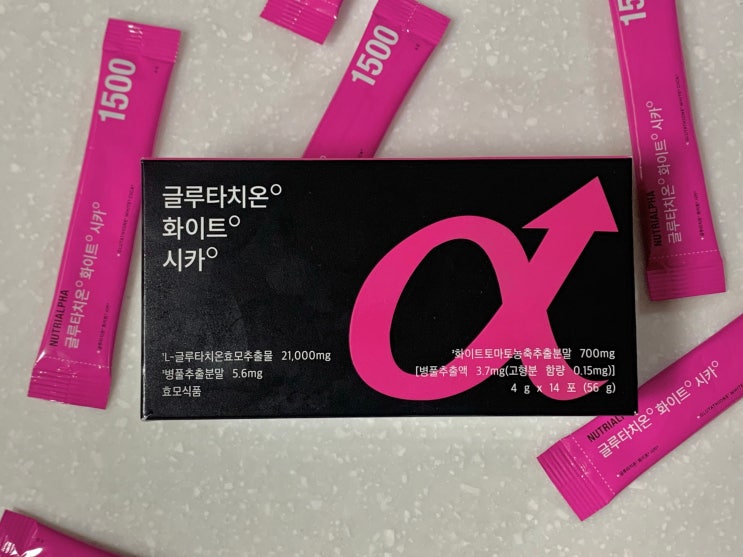 글루타치온
화이트
시카
¹L-글루타치온효모추출물 21,000mg
²병풀추출분말 5.6mg
효모식품
³화이트토마토농축추출분말 700mg
[병풀추출액 3.7mg(고형분 함량 0.15mg)]
4 g x 14 포 (56 g)
1500
NUTRIALPHA
글루타치온 화이트 시카
1500
15
NUTRIALPHA
글루타치온 화이트 시카
NUTRIALPHA
글루타치온 화이트 시카